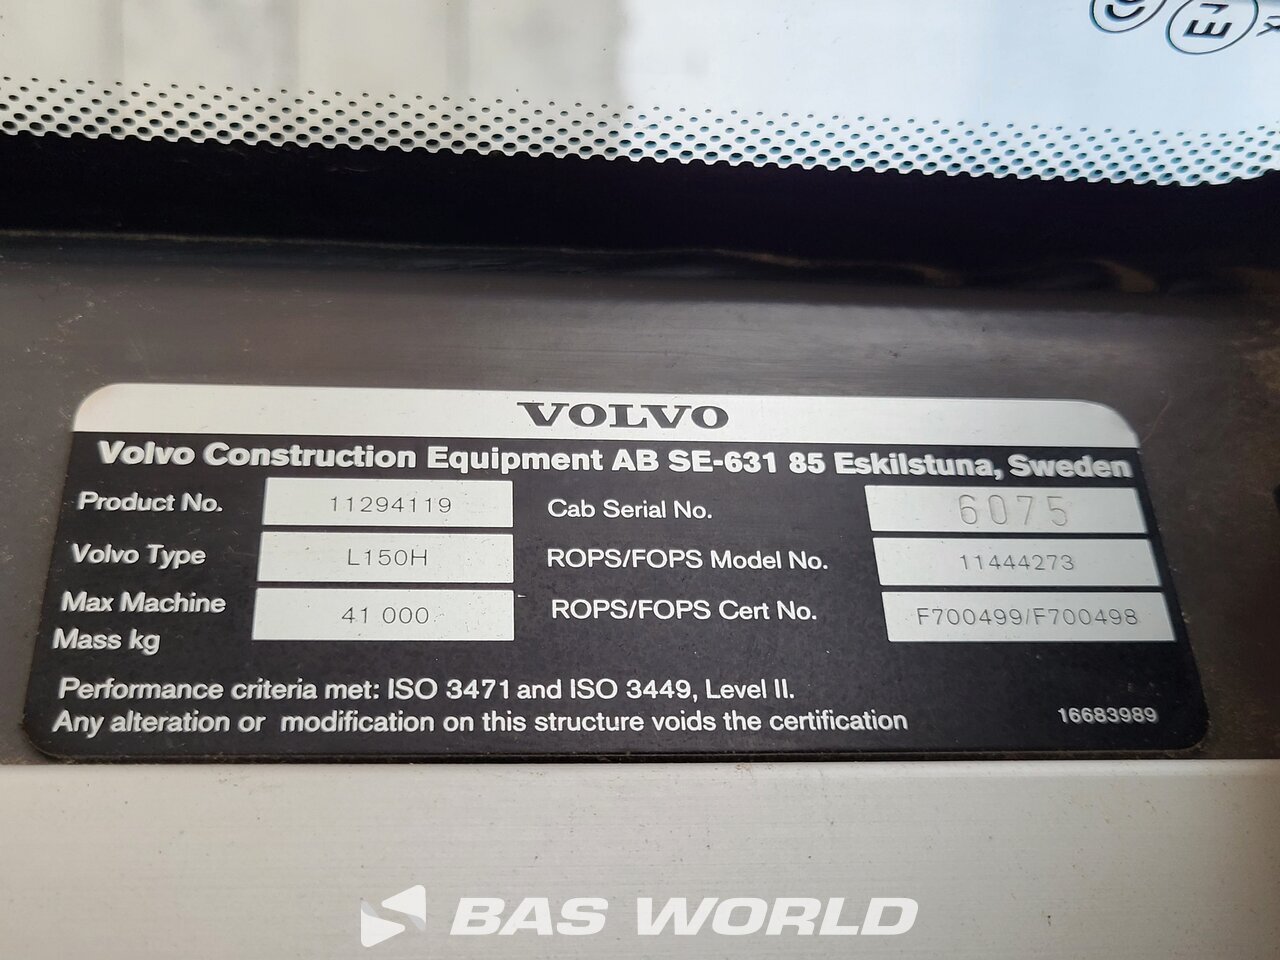 VOLVO
Volvo Construction Equipment AB SE-631 85 Eskilstuna, Sweden
Product No. 11294119 Cab Serial No. 6075
Volvo Type L150H ROPS/FOPS Model No. 11444273
Max Machine Mass kg 41 000 ROPS/FOPS Cert No. F700499/F700498
Performance criteria met: ISO 3471 and ISO 3449, Level II.
Any alteration or modification on this structure voids the certification 16683989
BAS WORLD